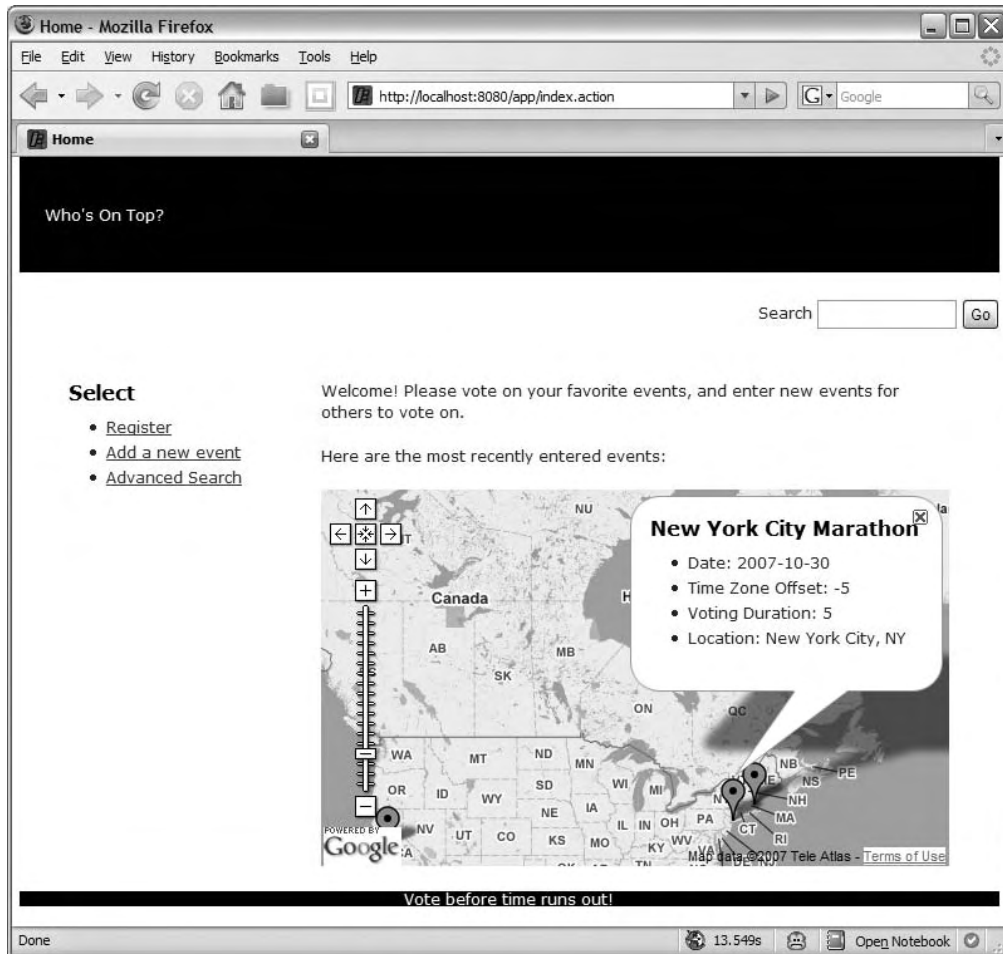 Home - Mozilla Firefox
File Edit View History Bookmarks Tools Help
http://localhost:8080/app/index.action
G Google
Home
Who's On Top?
Search Go
Select
Register
Add a new event
Advanced Search
Welcome! Please vote on your favorite events, and enter new events for
others to vote on.
Here are the most recently entered events:
New York City Marathon
Date: 2007-10-30
Time Zone Offset: -5
Voting Duration: 5
Location: New York City, NY
NU
Canada
AB
MB
SK
ON
QC
WA
MT
ND
MN
NB
PE
NS
OR
ID
WY
SD
WI
MI
NH
NE
IA
PA
MA
IL IN OH
CT
RI
NV
UT
CO
KS
MO
KY
WV
VA
TN
POWERED BY
Google
Map data ©2007 Tele Atlas - Terms of Use
Vote before time runs out!
Done 13.549s Open Notebook